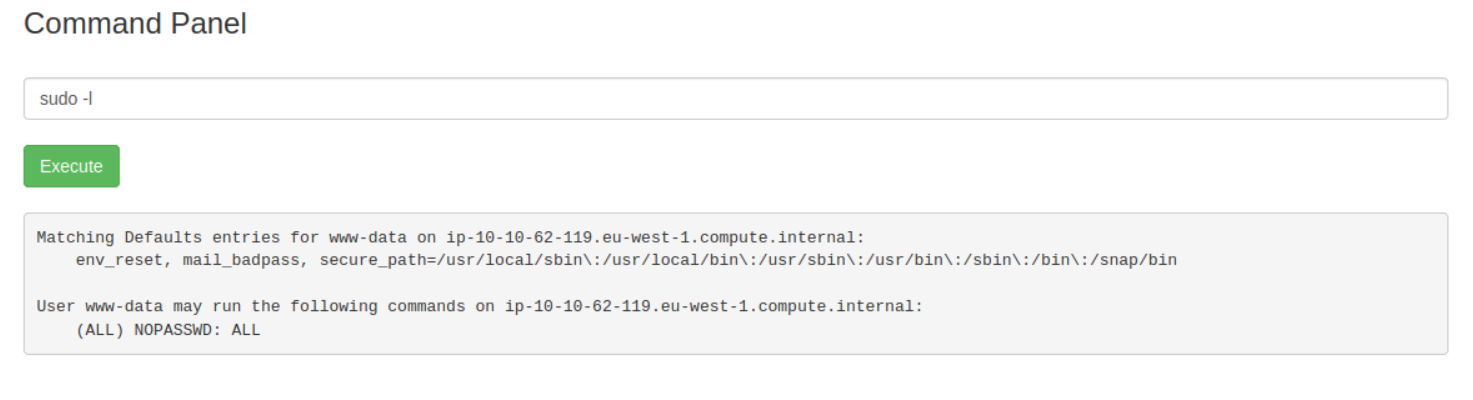 Command Panel
sudo -l
Execute
Matching Defaults entries for www-data on ip-10-10-62-119.eu-west-1.compute.internal:
    env_reset, mail_badpass, secure_path=/usr/local/sbin\:/usr/local/bin\:/usr/sbin\:/usr/bin\:/sbin\:/bin\:/snap/bin
User www-data may run the following commands on ip-10-10-62-119.eu-west-1.compute.internal:
    (ALL) NOPASSWD: ALL